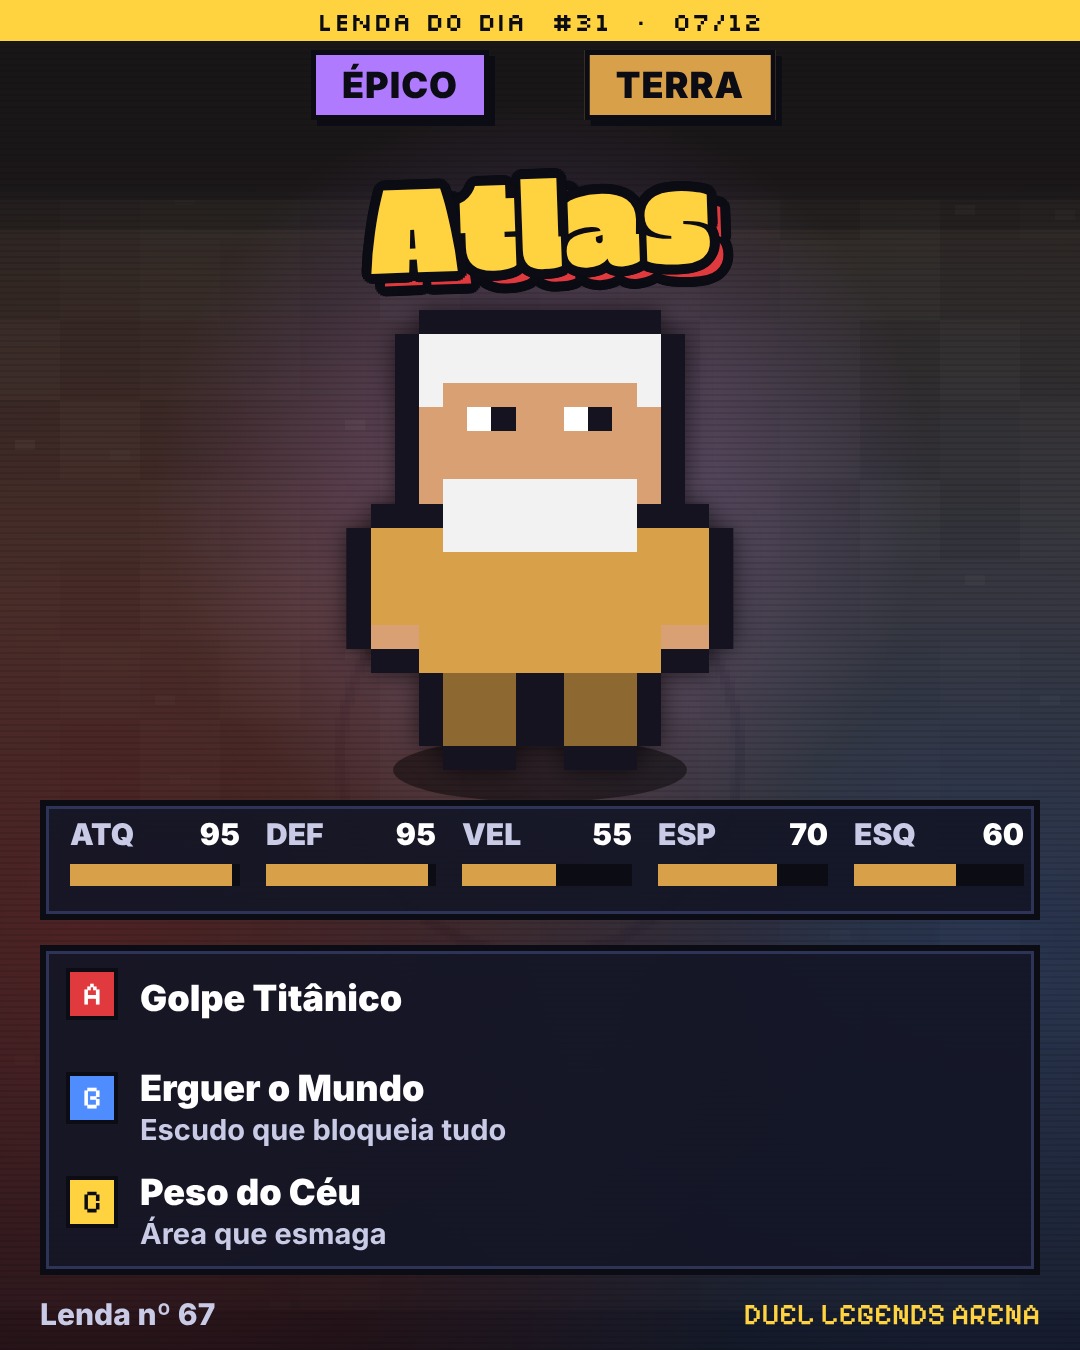 LENDA DO DIA #31 · 07/12
ÉPICO TERRA
Atlas
ATQ 95 DEF 95 VEL 55 ESP 70 ESQ 60
A Golpe Titânico
B Erguer o Mundo
Escudo que bloqueia tudo
C Peso do Céu
Área que esmaga
Lenda nº 67 DUEL LEGENDS ARENA